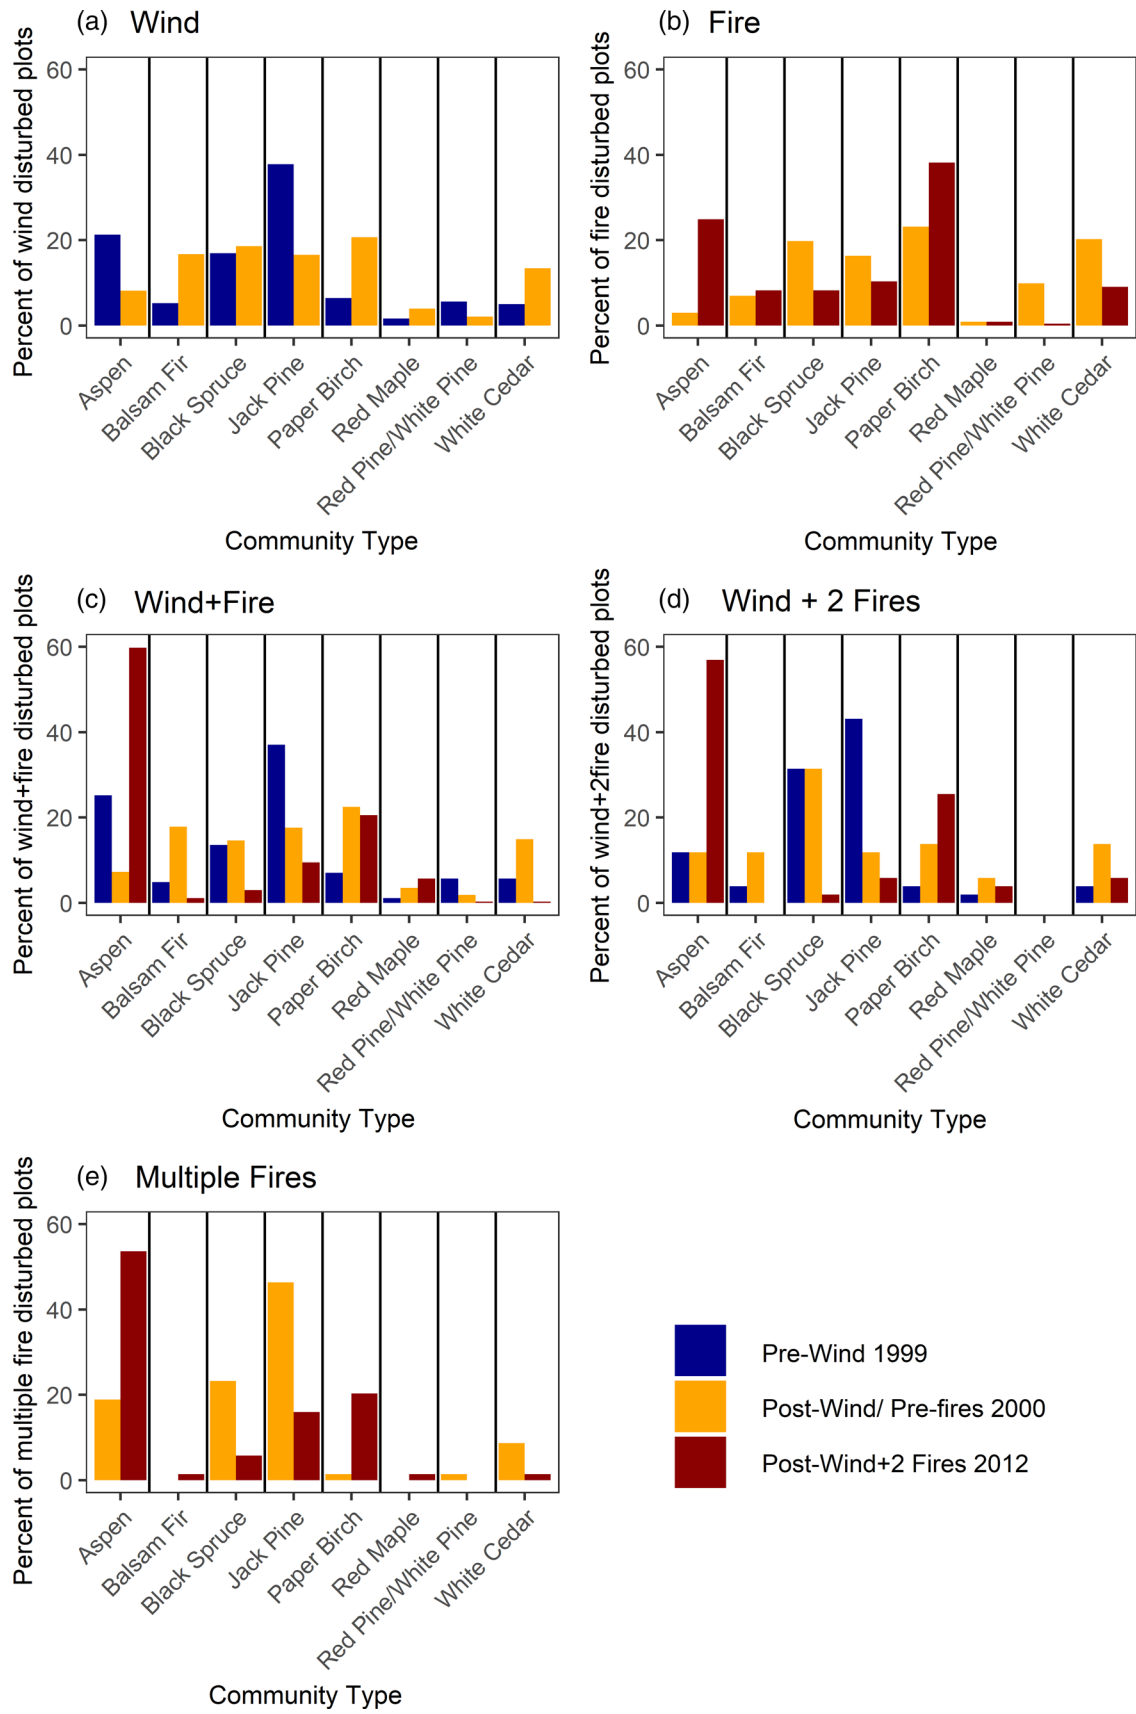 (a) Wind
Percent of wind disturbed plots
60
40
20
0
Aspen
Balsam Fir
Black Spruce
Jack Pine
Paper Birch
Red Maple
Red Pine/White Pine
White Cedar
Community Type
(b) Fire
Percent of fire disturbed plots
60
40
20
0
Aspen
Balsam Fir
Black Spruce
Jack Pine
Paper Birch
Red Maple
Red Pine/White Pine
White Cedar
Community Type
(c) Wind+Fire
Percent of wind+fire disturbed plots
60
40
20
0
Aspen
Balsam Fir
Black Spruce
Jack Pine
Paper Birch
Red Maple
Red Pine/White Pine
White Cedar
Community Type
(d) Wind + 2 Fires
Percent of wind+2fire disturbed plots
60
40
20
0
Aspen
Balsam Fir
Black Spruce
Jack Pine
Paper Birch
Red Maple
Red Pine/White Pine
White Cedar
Community Type
(e) Multiple Fires
Percent of multiple fire disturbed plots
60
40
20
0
Aspen
Balsam Fir
Black Spruce
Jack Pine
Paper Birch
Red Maple
Red Pine/White Pine
White Cedar
Community Type
Pre-Wind 1999
Post-Wind/ Pre-fires 2000
Post-Wind+2 Fires 2012